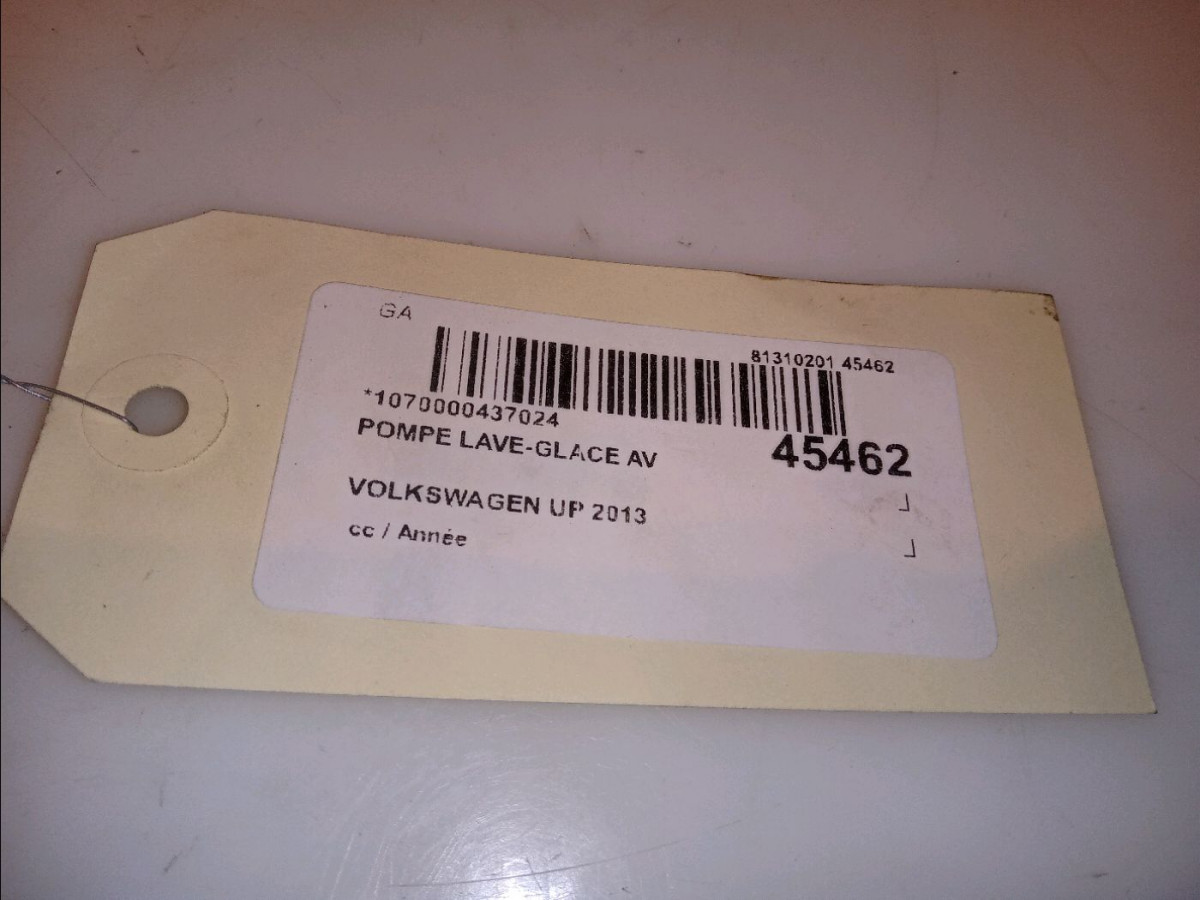 GA
81310201 45462
*1070000437024
POMPE LAVE-GLACE AV
45462
VOLKSWAGEN UP 2013
cc / Année